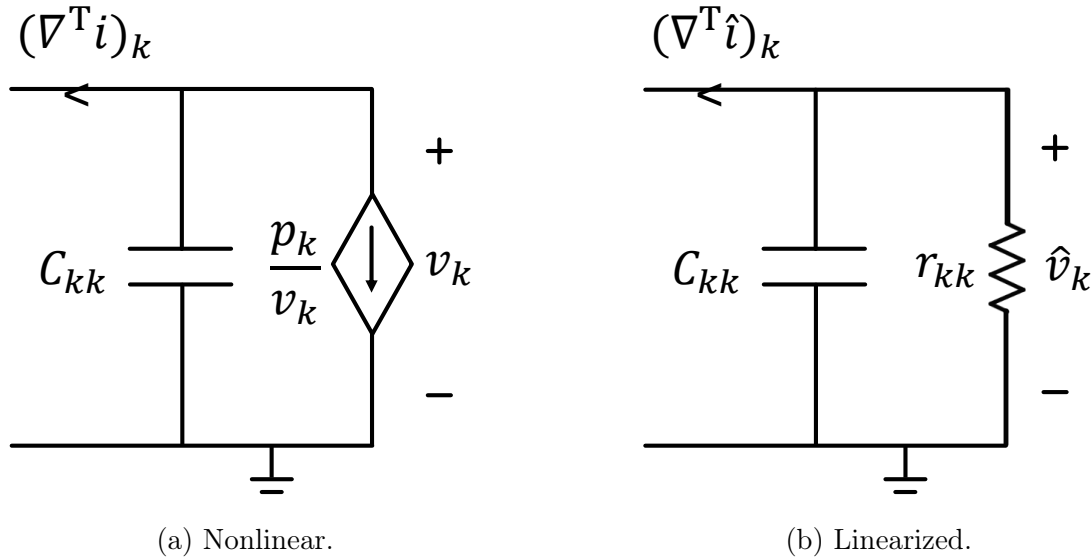 (∇ᵀi)ₖ
Cₖₖ
pₖ
vₖ
+
vₖ
−
(a) Nonlinear.
(∇ᵀî)ₖ
Cₖₖ
rₖₖ
+
v̂ₖ
−
(b) Linearized.